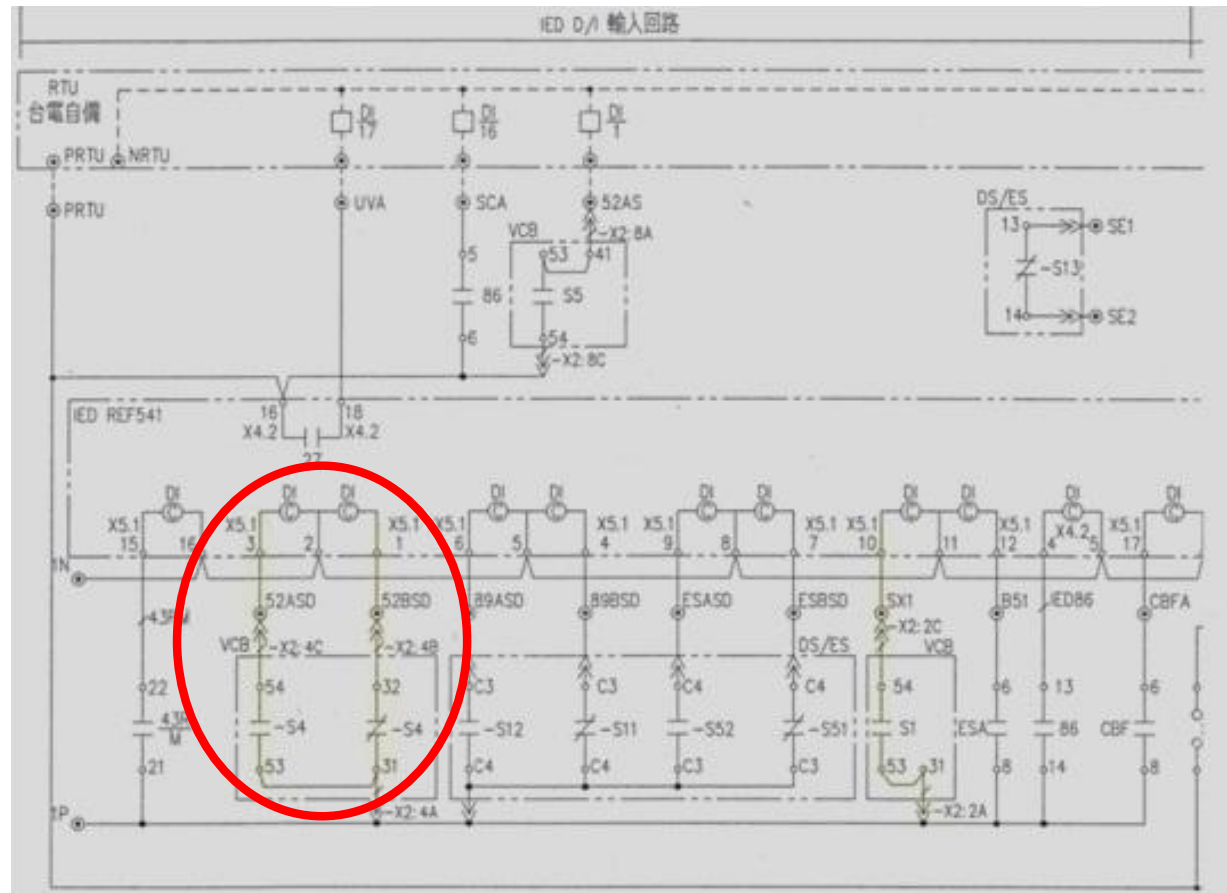 IED D/I 輸入回路
RTU
台電自備
DI
17
DI
16
DI
1
PRTU
NRTU
PRTU
UVA
SCA
52AS
-X2:8A
VCB
53
41
5
86
S5
6
54
-X2:8C
DS/ES
13
SE1
-S13
14
SE2
IED REF541
16
X4.2
18
X4.2
27
DI
DI
DI
DI
DI
DI
DI
DI
DI
DI
DI
X5.1
15
16
X5.1
3
2
X5.1
1
X5.1
6
5
X5.1
4
X5.1
9
8
X5.1
7
X5.1
10
11
X5.1
12
X4.2
4
5
X5.1
17
1N
43RM
52ASD
52BSD
89ASD
89BSD
ESASD
ESBSD
SX1
B51
IED86
CBFA
VCB
-X2:4C
-X2:4B
DS/ES
-X2:2C
VCB
22
54
32
C3
C3
C4
C4
54
6
13
6
43R
M
-S4
-S4
-S12
-S11
-S52
-S51
S1
ESA
86
CBF
21
53
31
C4
C4
C3
C3
53
31
8
14
8
1P
-X2:4A
-X2:2A